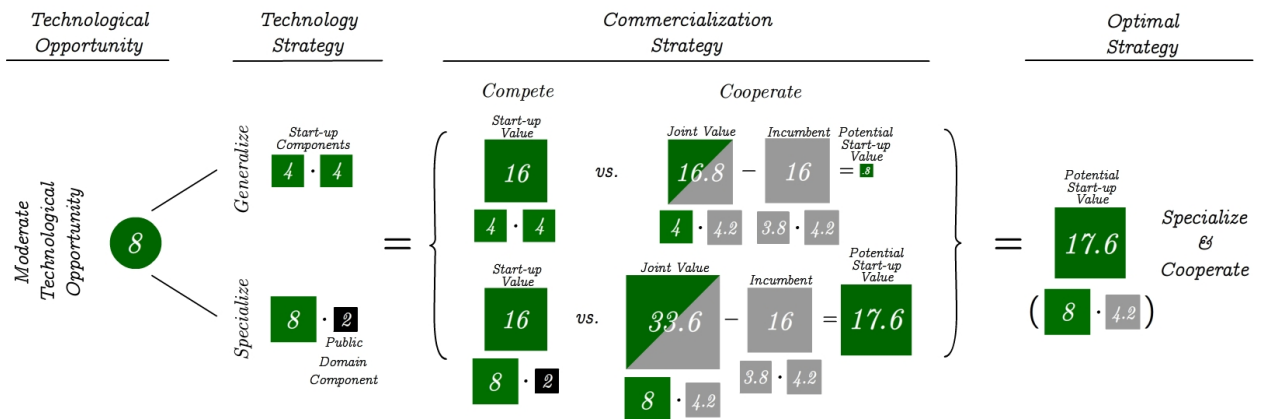 Technological
Opportunity
Technology
Strategy
Commercialization
Strategy
Optimal
Strategy
Compete
Cooperate
Moderate
Technological
Opportunity
8
Generalize
Start-up
Components
4 · 4
Specialize
8 · 2
Public
Domain
Component
=
Start-up
Value
16
4 · 4
vs.
Joint Value
16.8
4 · 4.2
−
Incumbent
16
3.8 · 4.2
=
Potential
Start-up
Value
.8
Start-up
Value
16
8 · 2
vs.
Joint Value
33.6
8 · 4.2
−
Incumbent
16
3.8 · 4.2
=
Potential
Start-up
Value
17.6
=
Potential
Start-up
Value
17.6
(8 · 4.2)
Specialize
&
Cooperate